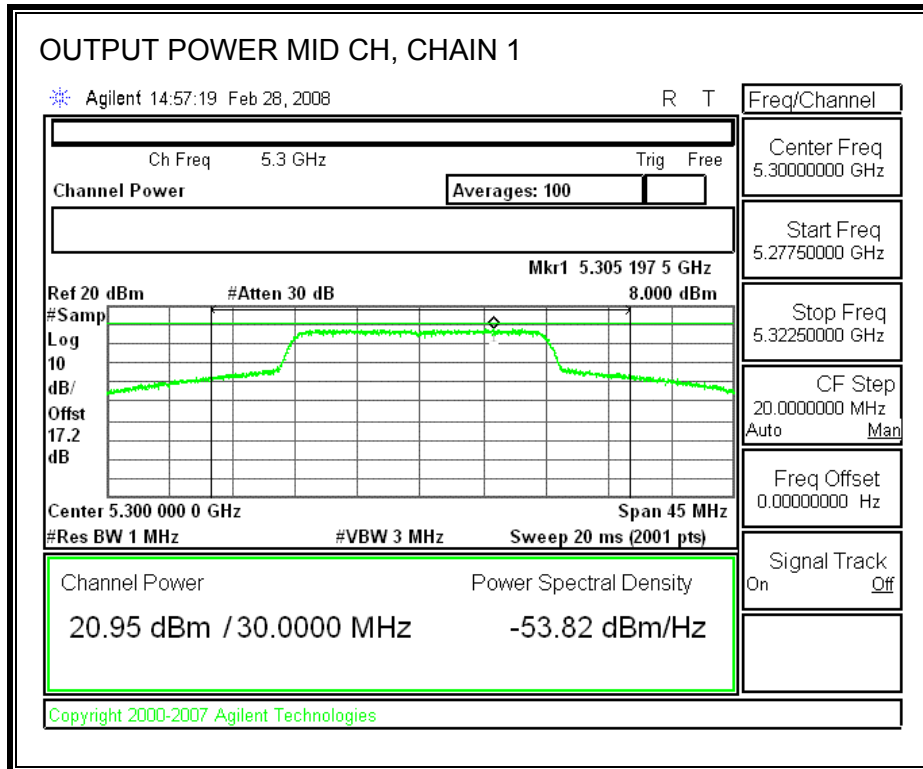 OUTPUT POWER MID CH, CHAIN 1
Agilent 14:57:19 Feb 28, 2008 R T
Ch Freq 5.3 GHz Trig Free
Channel Power Averages: 100
Mkr1 5.305 197 5 GHz
Ref 20 dBm #Atten 30 dB 8.000 dBm
#Samp
Log
10
dB/
Offst
17.2
dB
1
Center 5.300 000 0 GHz Span 45 MHz
#Res BW 1 MHz #VBW 3 MHz Sweep 20 ms (2001 pts)
Channel Power Power Spectral Density
20.95 dBm / 30.0000 MHz -53.82 dBm/Hz
Copyright 2000-2007 Agilent Technologies
Freq/Channel
Center Freq
5.30000000 GHz
Start Freq
5.27750000 GHz
Stop Freq
5.32250000 GHz
CF Step
20.0000000 MHz
Auto Man
Freq Offset
0.00000000 Hz
Signal Track
On Off